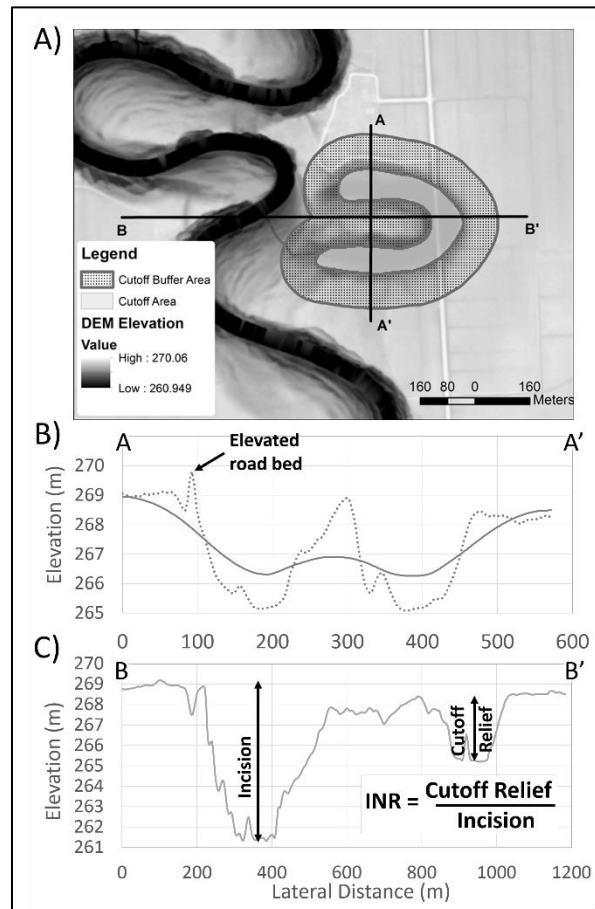 A)
A
B
B'
A'
Legend
Cutoff Buffer Area
Cutoff Area
DEM Elevation
Value
High : 270.06
Low : 260.949
160 80 0 160
Meters
B)
A
A’
Elevated
road bed
Elevation (m)
270
269
268
267
266
265
0 100 200 300 400 500 600
C)
B
B’
Elevation (m)
270
269
268
267
266
265
264
263
262
261
Incision
Cutoff
Relief
INR = Cutoff Relief
Incision
0 200 400 600 800 1000 1200
Lateral Distance (m)